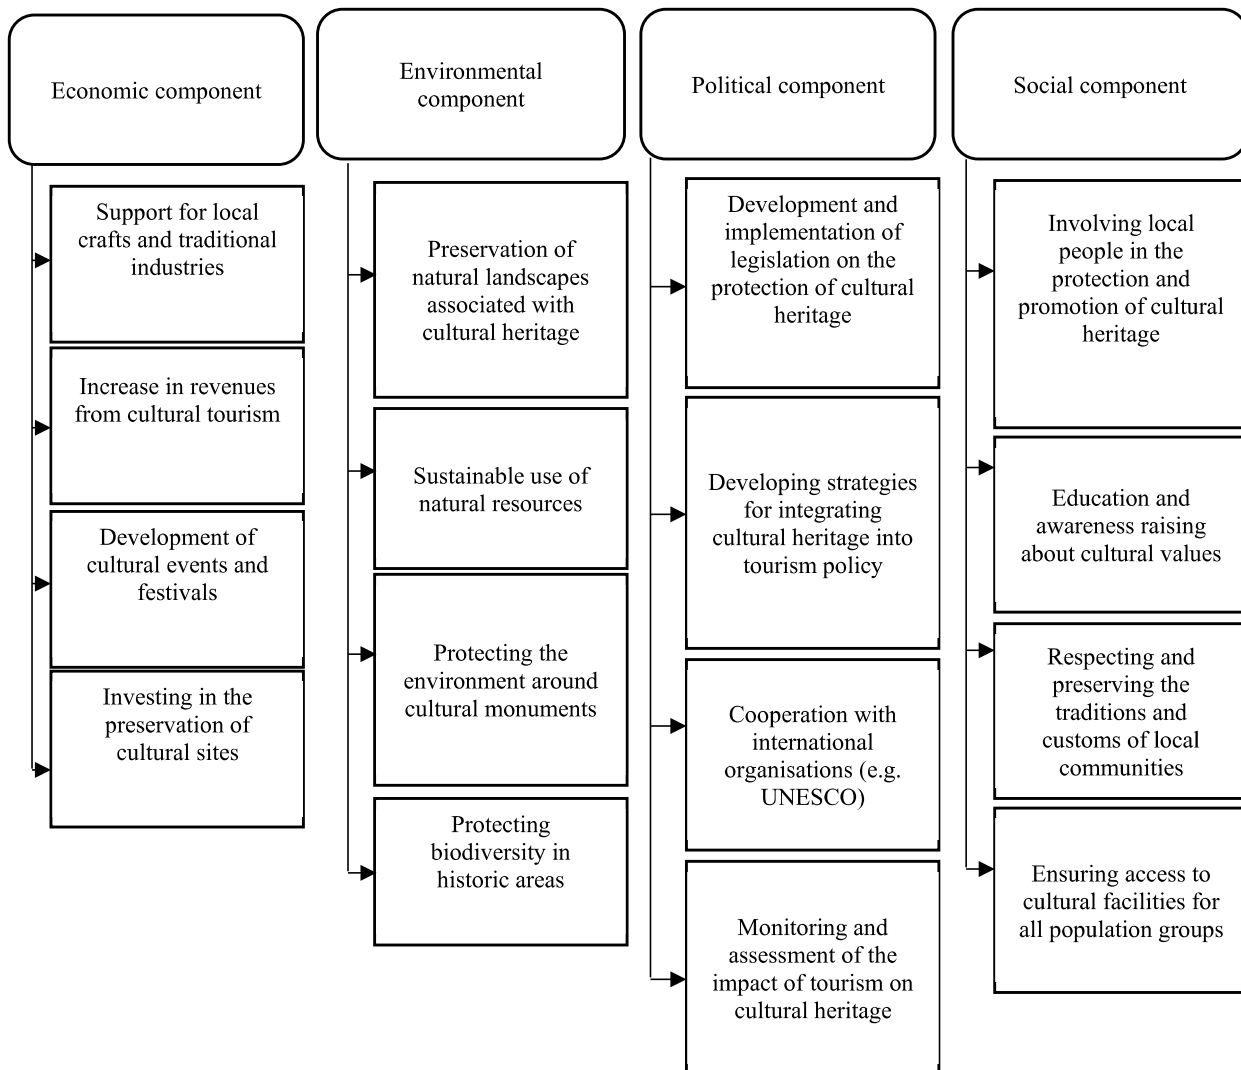 Economic component
Support for local
crafts and traditional
industries
Increase in revenues
from cultural tourism
Development of
cultural events and
festivals
Investing in the
preservation of
cultural sites
Environmental
component
Preservation of
natural landscapes
associated with
cultural heritage
Sustainable use of
natural resources
Protecting the
environment around
cultural monuments
Protecting
biodiversity in
historic areas
Political component
Development and
implementation of
legislation on the
protection of cultural
heritage
Developing strategies
for integrating
cultural heritage into
tourism policy
Cooperation with
international
organisations (e.g.
UNESCO)
Monitoring and
assessment of the
impact of tourism on
cultural heritage
Social component
Involving local
people in the
protection and
promotion of cultural
heritage
Education and
awareness raising
about cultural values
Respecting and
preserving the
traditions and
customs of local
communities
Ensuring access to
cultural facilities for
all population groups